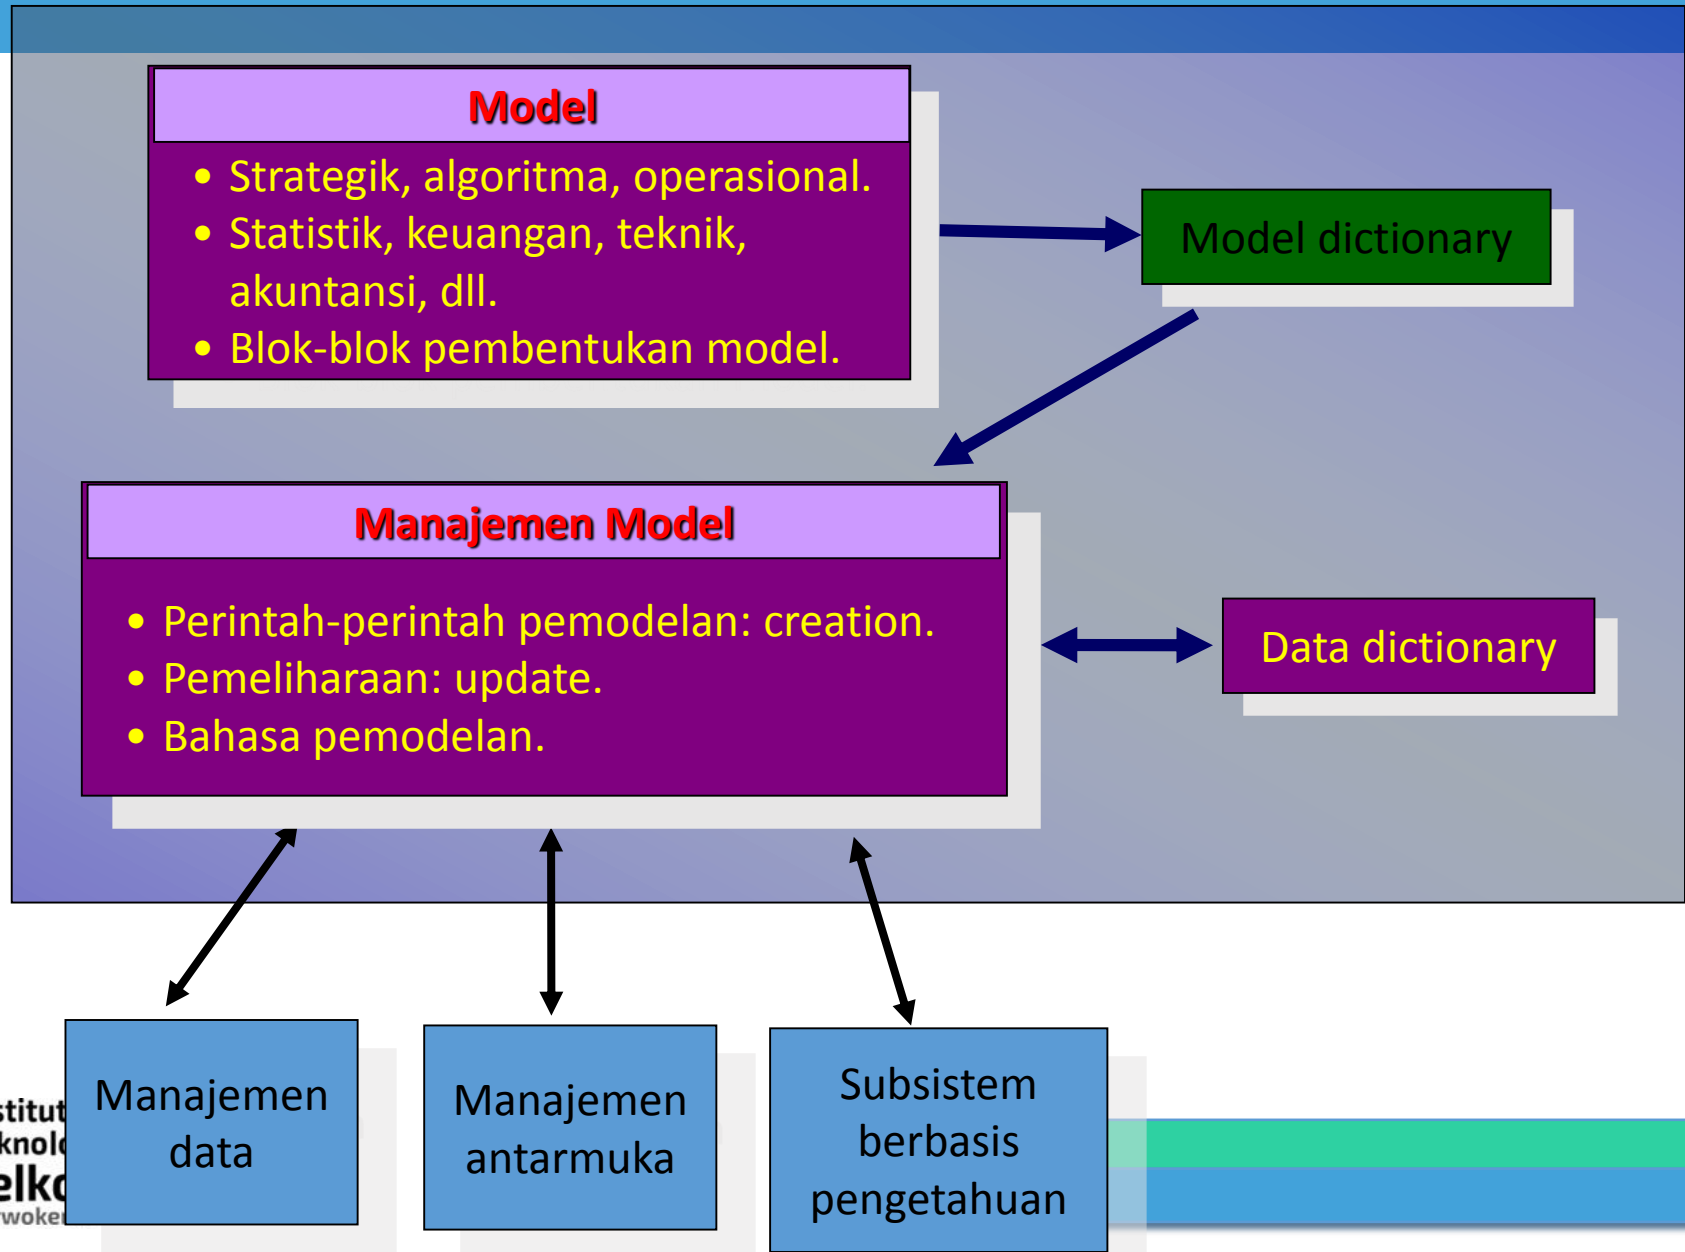 Model
• Strategik, algoritma, operasional.
• Statistik, keuangan, teknik,
akuntansi, dll.
• Blok-blok pembentukan model.
Model dictionary
Manajemen Model
• Perintah-perintah pemodelan: creation.
• Pemeliharaan: update.
• Bahasa pemodelan.
Data dictionary
Manajemen
data
Manajemen
antarmuka
Subsistem
berbasis
pengetahuan